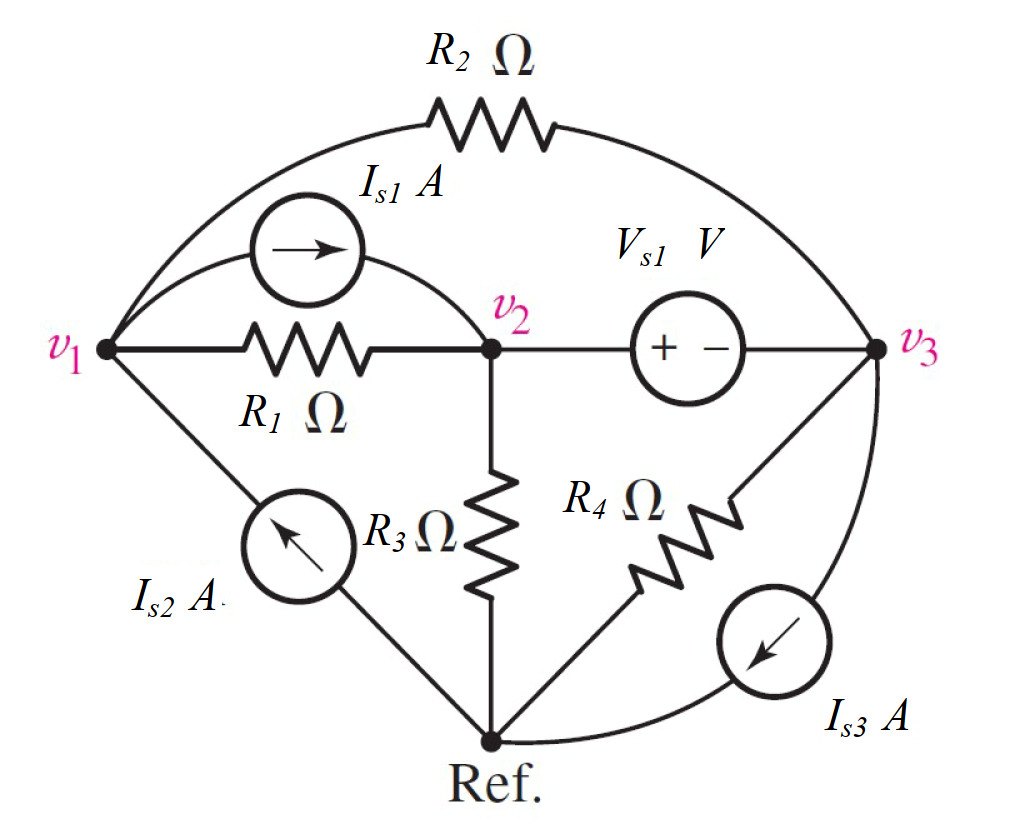 R₂ Ω
Iₛ₁ A
Vₛ₁ V
v₁
v₂
+ −
v₃
R₁ Ω
R₃ Ω
R₄ Ω
Iₛ₂ A
Iₛ₃ A
Ref.